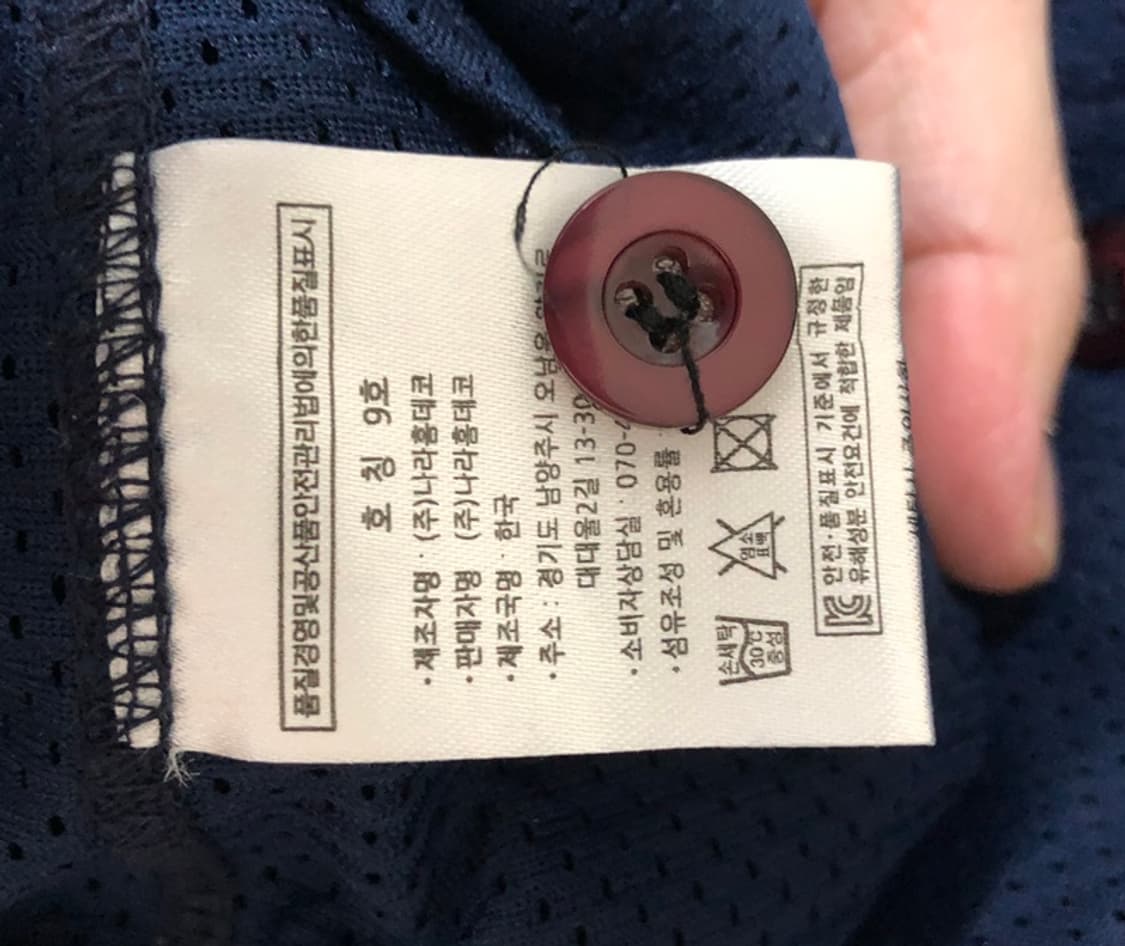 품질경영및공산품안전관리법에의한품질표시
호 칭 9호
·제조자명 · (주)나라홈데코
·판매자명 (주)나라홈데코
·제조국명 · 한국
·주소 : 경기도 남양주시 오남읍
대대울2길 13-30
·소비자상담실 · 070-
·섬유조성 및 혼용률
손세탁
30℃
중성
염소
표백
안전·품질표시 기준에서 규정한
유해성분 안전요건에 적합한 제품임